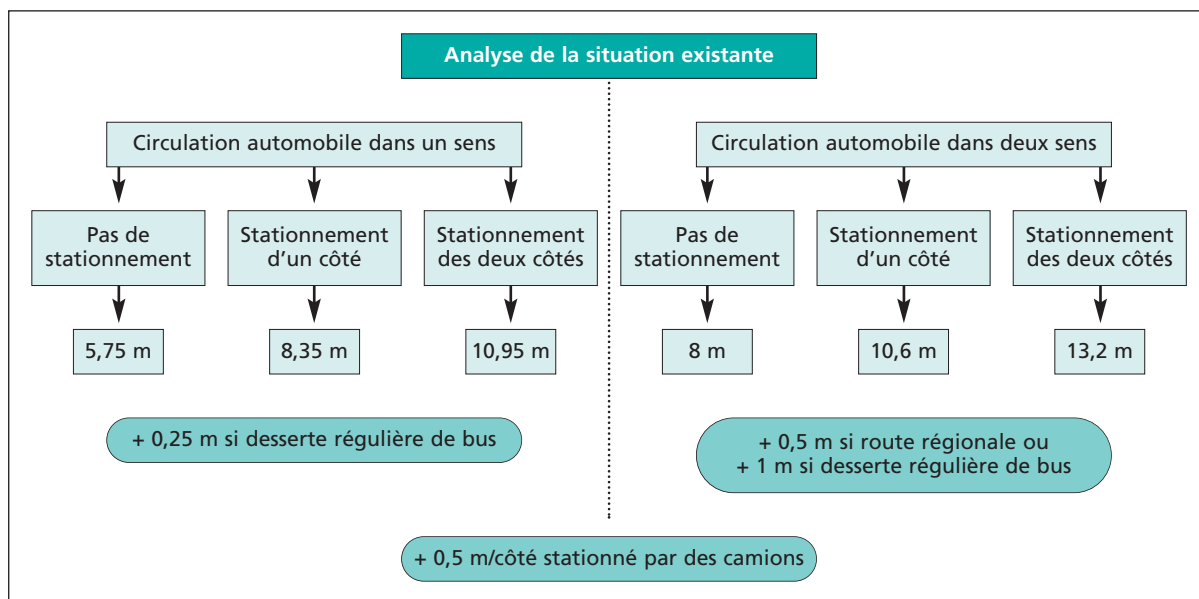 Analyse de la situation existante
Circulation automobile dans un sens
Pas de
stationnement
Stationnement
d'un côté
Stationnement
des deux côtés
5,75 m
8,35 m
10,95 m
+ 0,25 m si desserte régulière de bus
Circulation automobile dans deux sens
Pas de
stationnement
Stationnement
d'un côté
Stationnement
des deux côtés
8 m
10,6 m
13,2 m
+ 0,5 m si route régionale ou
+ 1 m si desserte régulière de bus
+ 0,5 m/côté stationné par des camions